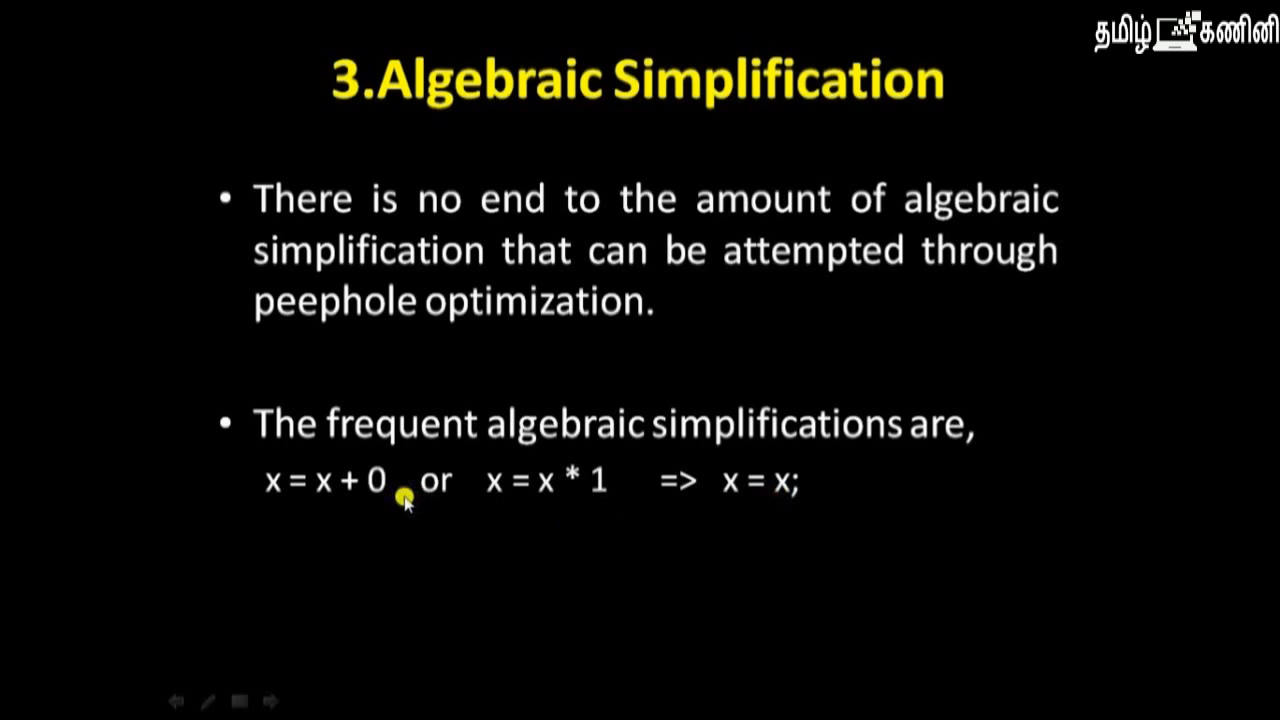 தமிழ் கணினி
3.Algebraic Simplification
• There is no end to the amount of algebraic
simplification that can be attempted through
peephole optimization.
• The frequent algebraic simplifications are,
x = x + 0 or x = x * 1 => x = x;